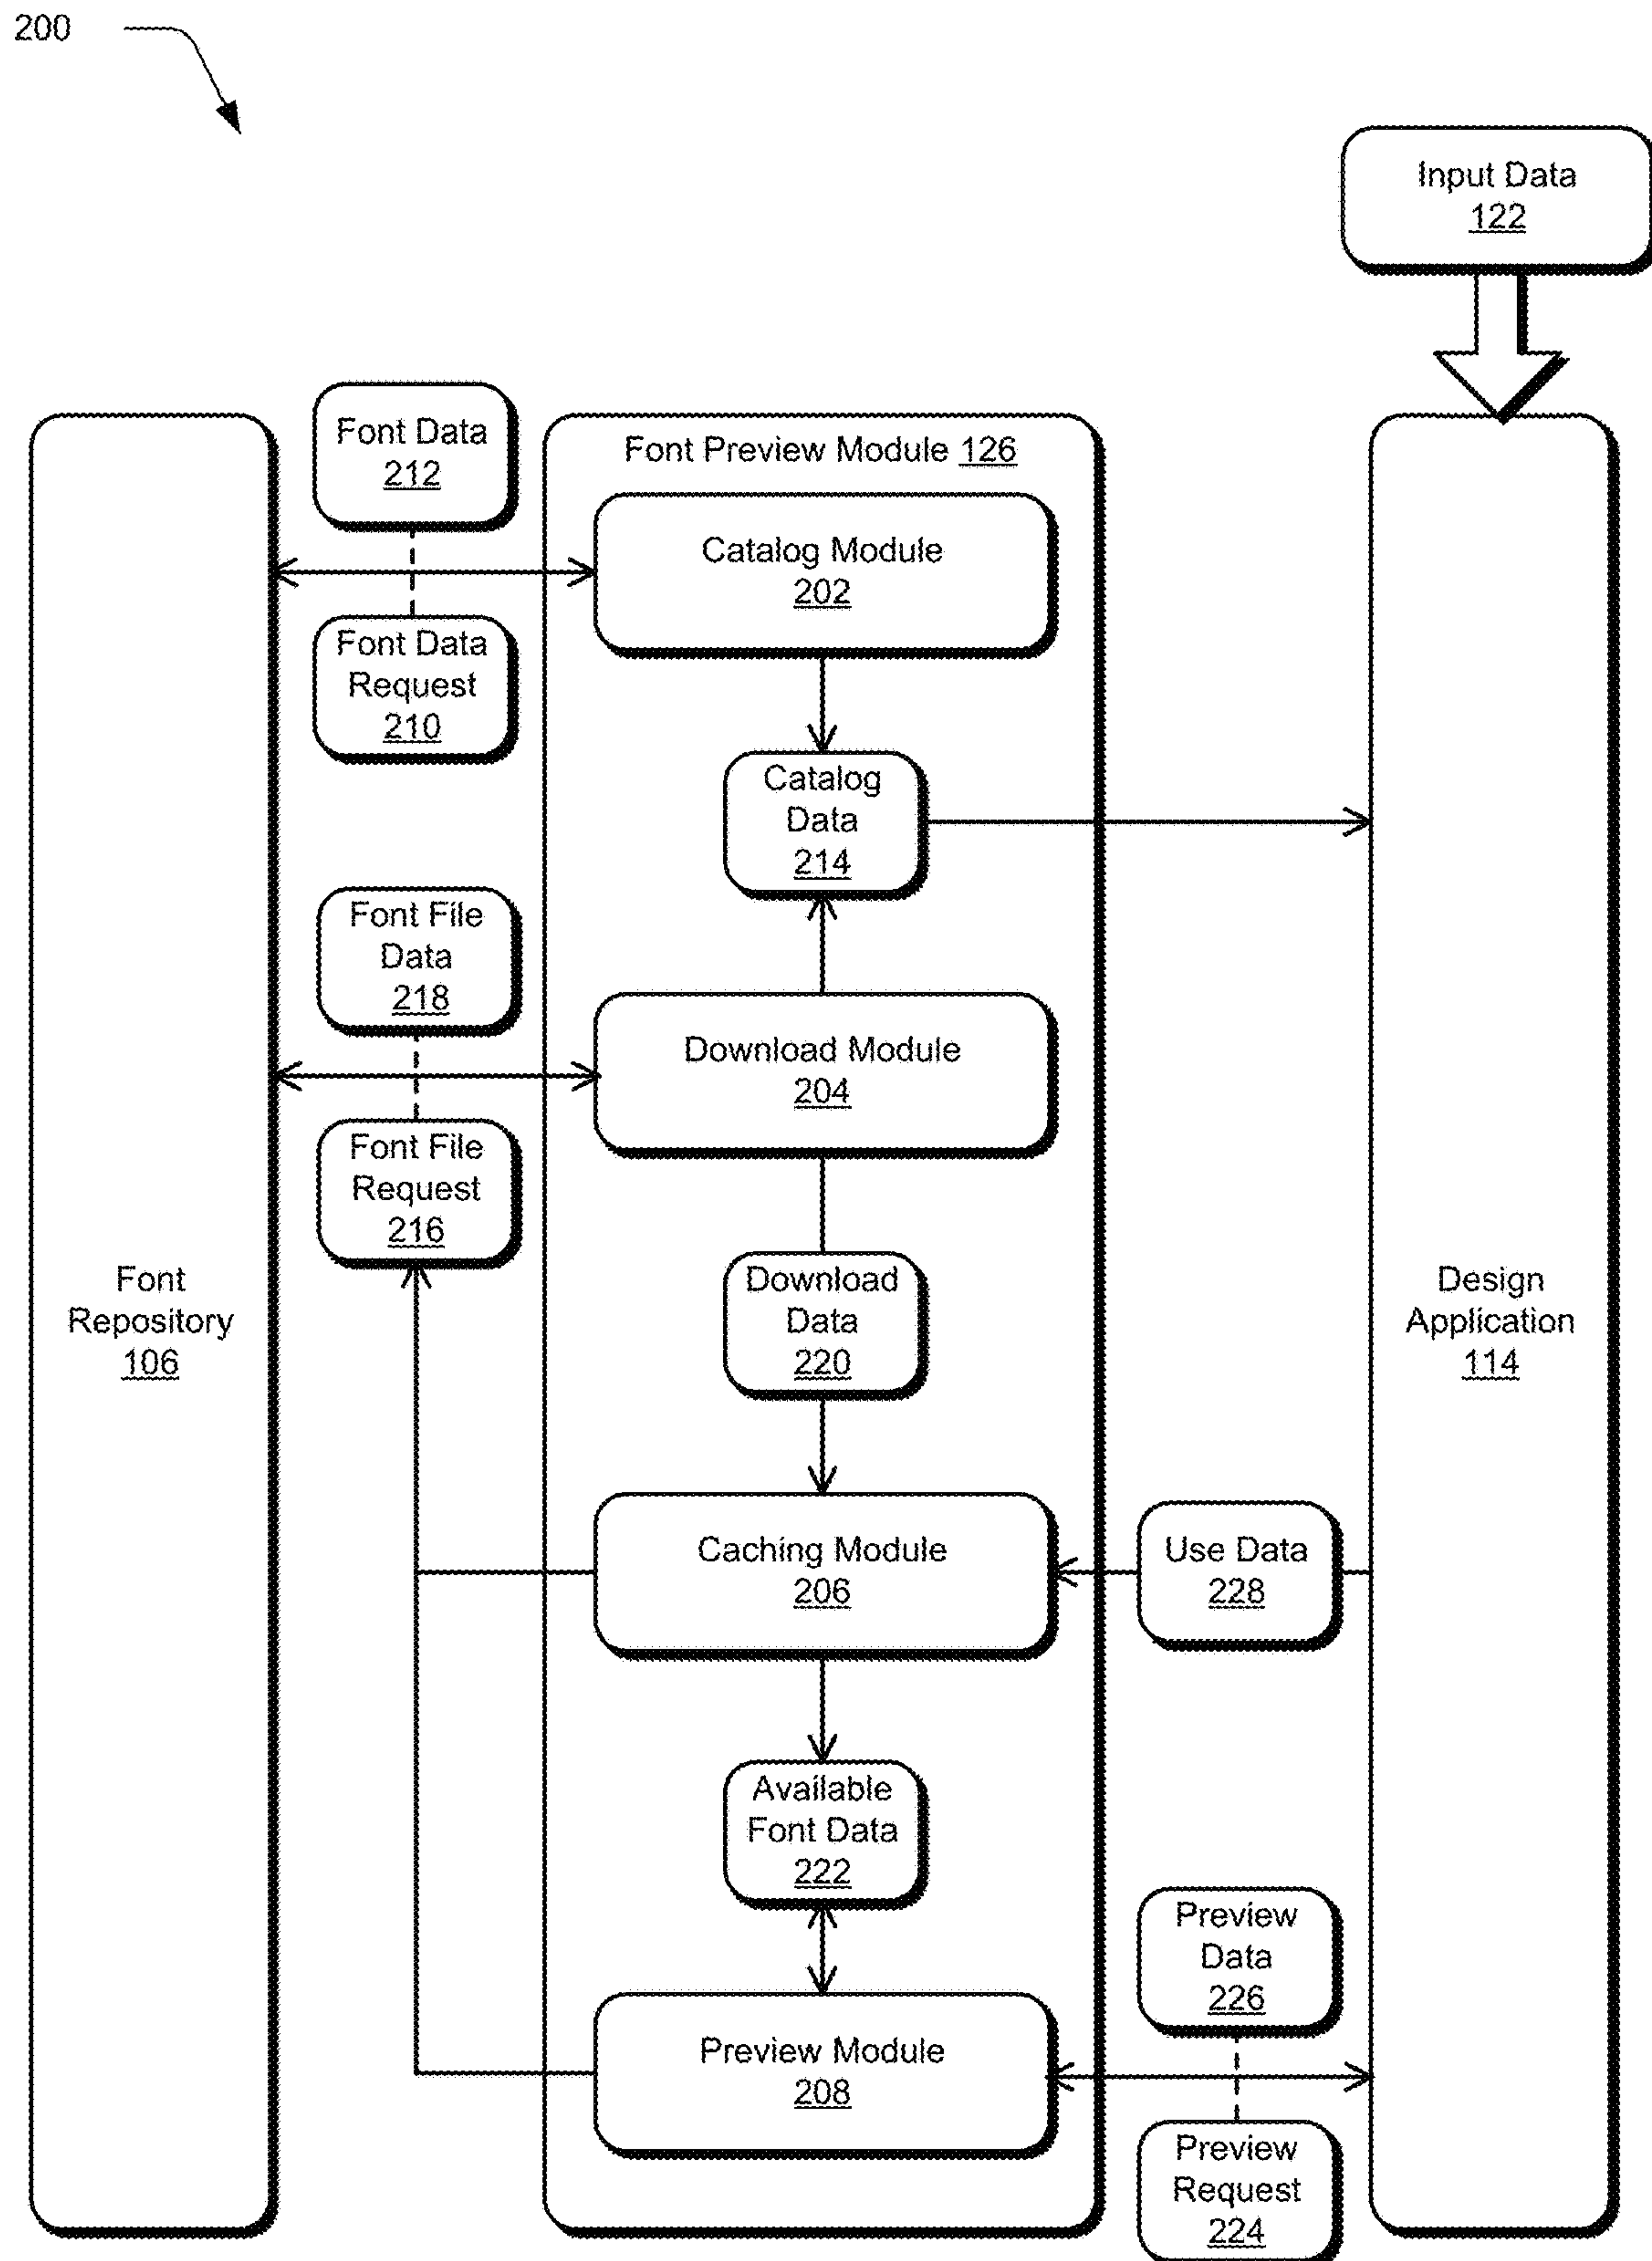 200
Input Data
122
Font Data
212
Font Preview Module 126
Catalog Module
202
Font Data
Request
210
Catalog
Data
214
Font File
Data
218
Download Module
204
Font File
Request
216
Font
Repository
106
Download
Data
220
Design
Application
114
Caching Module
206
Use Data
228
Available
Font Data
222
Preview
Data
226
Preview Module
208
Preview
Request
224